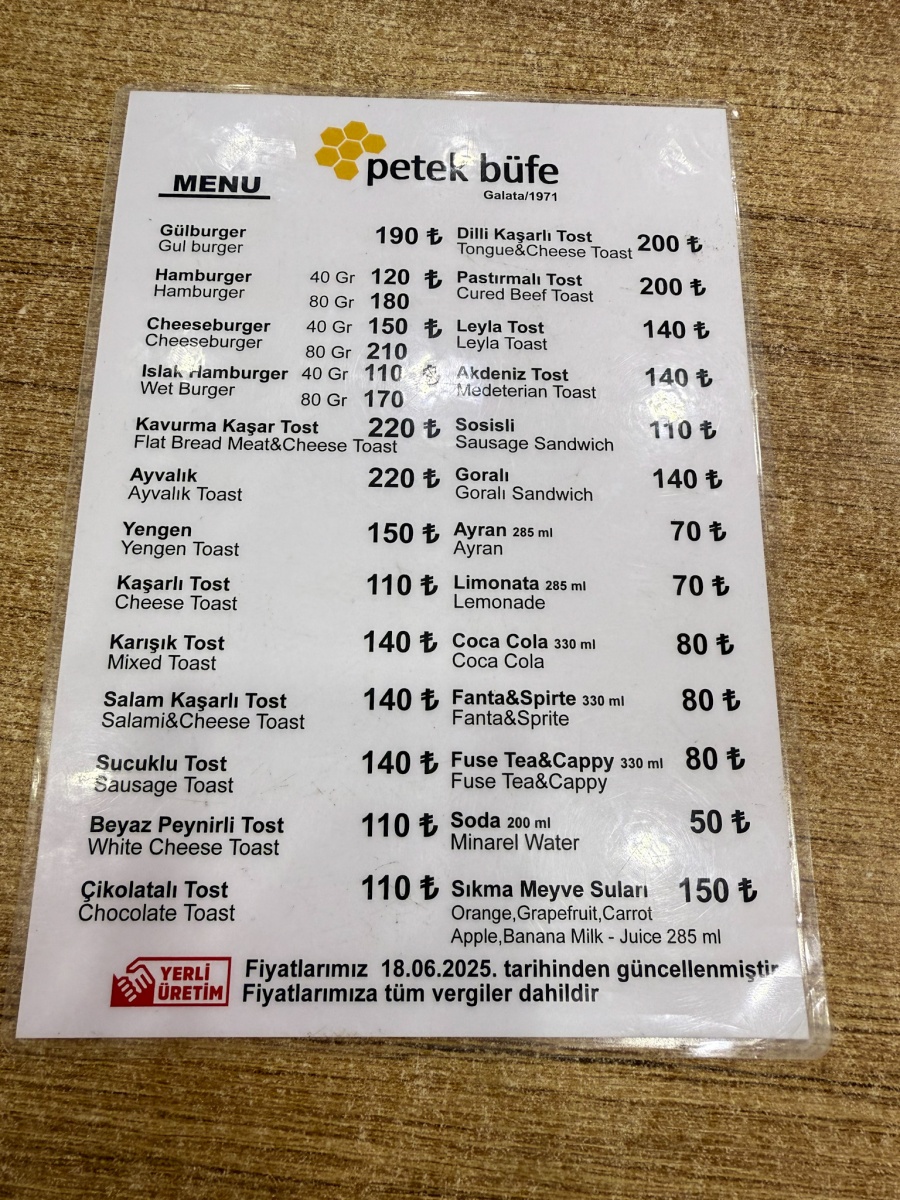 petek büfe
Galata/1971
MENU
Gülburger 190 ₺
Gul burger
Hamburger 40 Gr 120 ₺
Hamburger 80 Gr 180
Cheeseburger 40 Gr 150 ₺
Cheeseburger 80 Gr 210
Islak Hamburger 40 Gr 110 ₺
Wet Burger 80 Gr 170
Kavurma Kaşar Tost 220 ₺
Flat Bread Meat&Cheese Toast
Ayvalık 220 ₺
Ayvalık Toast
Yengen 150 ₺
Yengen Toast
Kaşarlı Tost 110 ₺
Cheese Toast
Karışık Tost 140 ₺
Mixed Toast
Salam Kaşarlı Tost 140 ₺
Salami&Cheese Toast
Sucuklu Tost 140 ₺
Sausage Toast
Beyaz Peynirli Tost 110 ₺
White Cheese Toast
Çikolatalı Tost 110 ₺
Chocolate Toast
Dilli Kaşarlı Tost 200 ₺
Tongue&Cheese Toast
Pastırmalı Tost 200 ₺
Cured Beef Toast
Leyla Tost 140 ₺
Leyla Toast
Akdeniz Tost 140 ₺
Medeterian Toast
Sosisli 110 ₺
Sausage Sandwich
Goralı 140 ₺
Goralı Sandwich
Ayran 285 ml 70 ₺
Ayran
Limonata 285 ml 70 ₺
Lemonade
Coca Cola 330 ml 80 ₺
Coca Cola
Fanta&Spirte 330 ml 80 ₺
Fanta&Sprite
Fuse Tea&Cappy 330 ml 80 ₺
Fuse Tea&Cappy
Soda 200 ml 50 ₺
Minarel Water
Sıkma Meyve Suları 150 ₺
Orange,Grapefruit,Carrot
Apple,Banana Milk - Juice 285 ml
YERLİ
ÜRETİM
Fiyatlarımız 18.06.2025. tarihinden güncellenmiştir
Fiyatlarımıza tüm vergiler dahildir